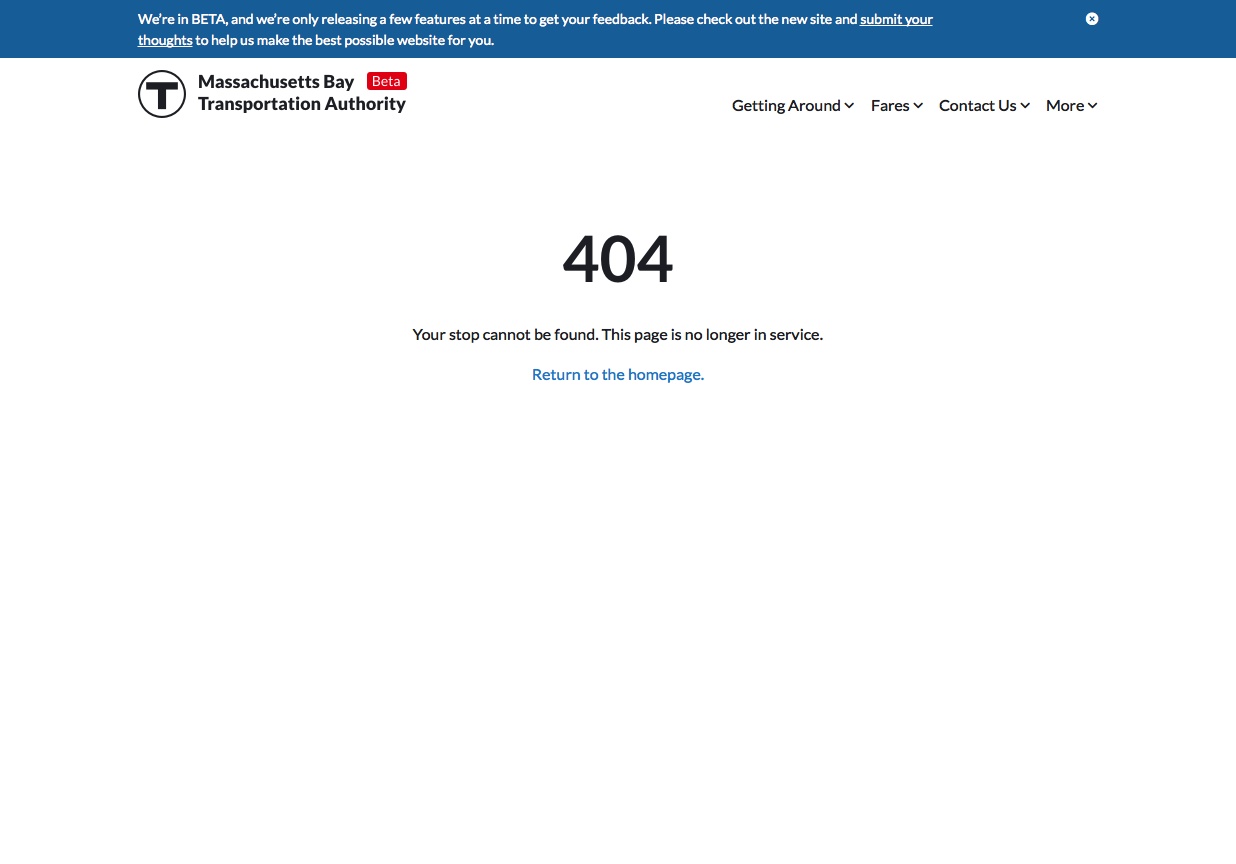 We're in BETA, and we're only releasing a few features at a time to get your feedback. Please check out the new site and submit your
thoughts to help us make the best possible website for you.
T
Massachusetts Bay Beta
Transportation Authority
Getting Around Fares Contact Us More
404
Your stop cannot be found. This page is no longer in service.
Return to the homepage.